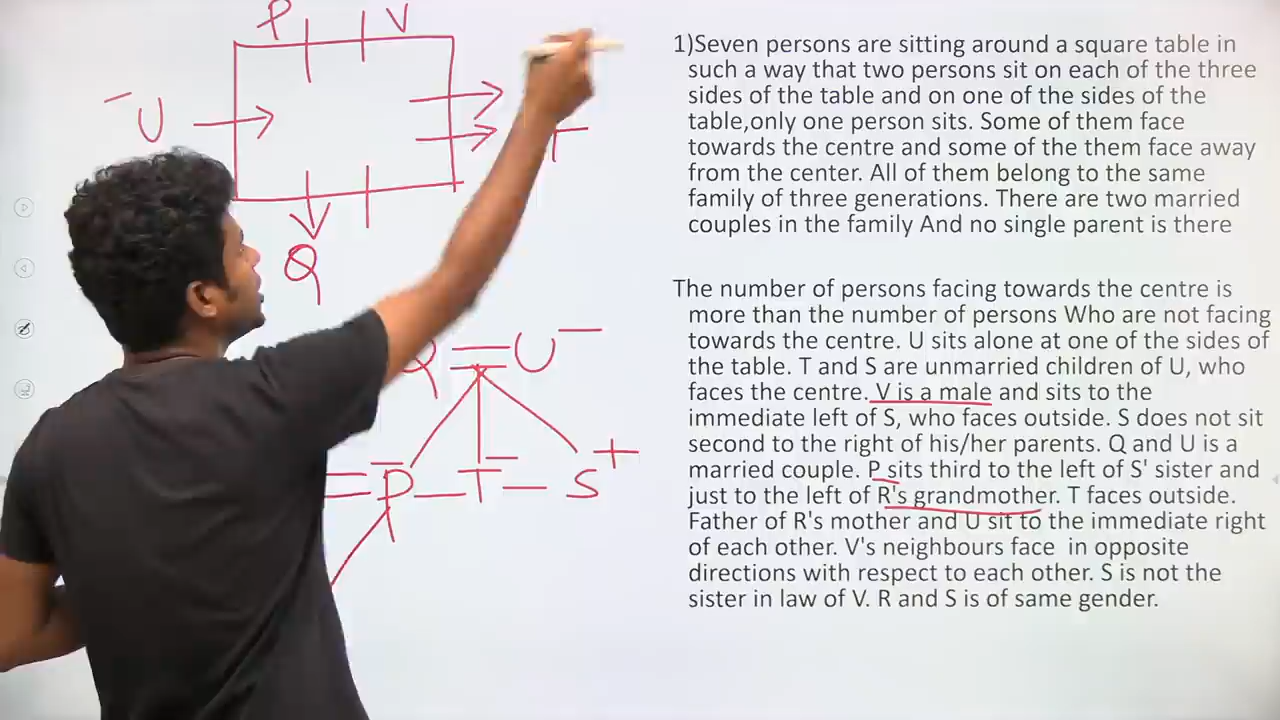 P V
U
T
Q
Q = U
P - T - S +
1)Seven persons are sitting around a square table in
such a way that two persons sit on each of the three
sides of the table and on one of the sides of the
table,only one person sits. Some of them face
towards the centre and some of the them face away
from the center. All of them belong to the same
family of three generations. There are two married
couples in the family And no single parent is there
The number of persons facing towards the centre is
more than the number of persons Who are not facing
towards the centre. U sits alone at one of the sides of
the table. T and S are unmarried children of U, who
faces the centre. V is a male and sits to the
immediate left of S, who faces outside. S does not sit
second to the right of his/her parents. Q and U is a
married couple. P sits third to the left of S' sister and
just to the left of R's grandmother. T faces outside.
Father of R's mother and U sit to the immediate right
of each other. V's neighbours face  in opposite
directions with respect to each other. S is not the
sister in law of V. R and S is of same gender.